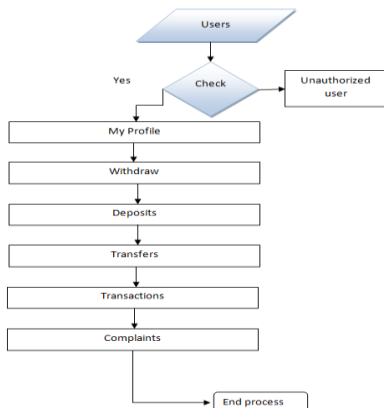 Users
Yes
Check
Unauthorized
user
My Profile
Withdraw
Deposits
Transfers
Transactions
Complaints
End process